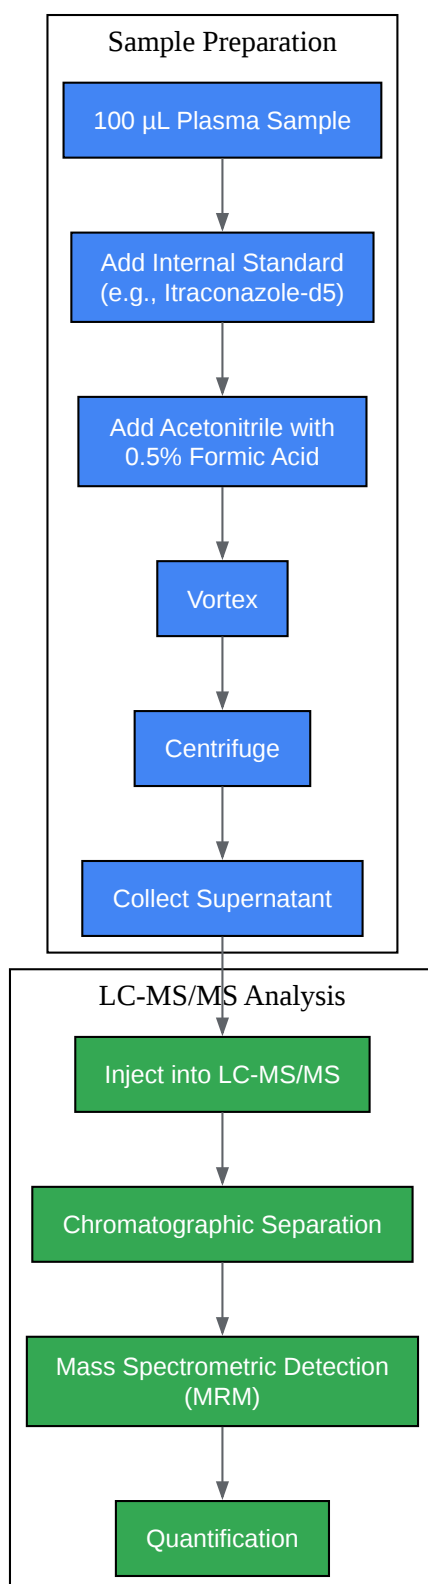 Sample Preparation
100 µL Plasma Sample
Add Internal Standard
(e.g., Itraconazole-d5)
Add Acetonitrile with
0.5% Formic Acid
Vortex
Centrifuge
Collect Supernatant
LC-MS/MS Analysis
Inject into LC-MS/MS
Chromatographic Separation
Mass Spectrometric Detection
(MRM)
Quantification